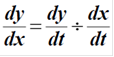 dy/dx = dy/dt ÷ dx/dt